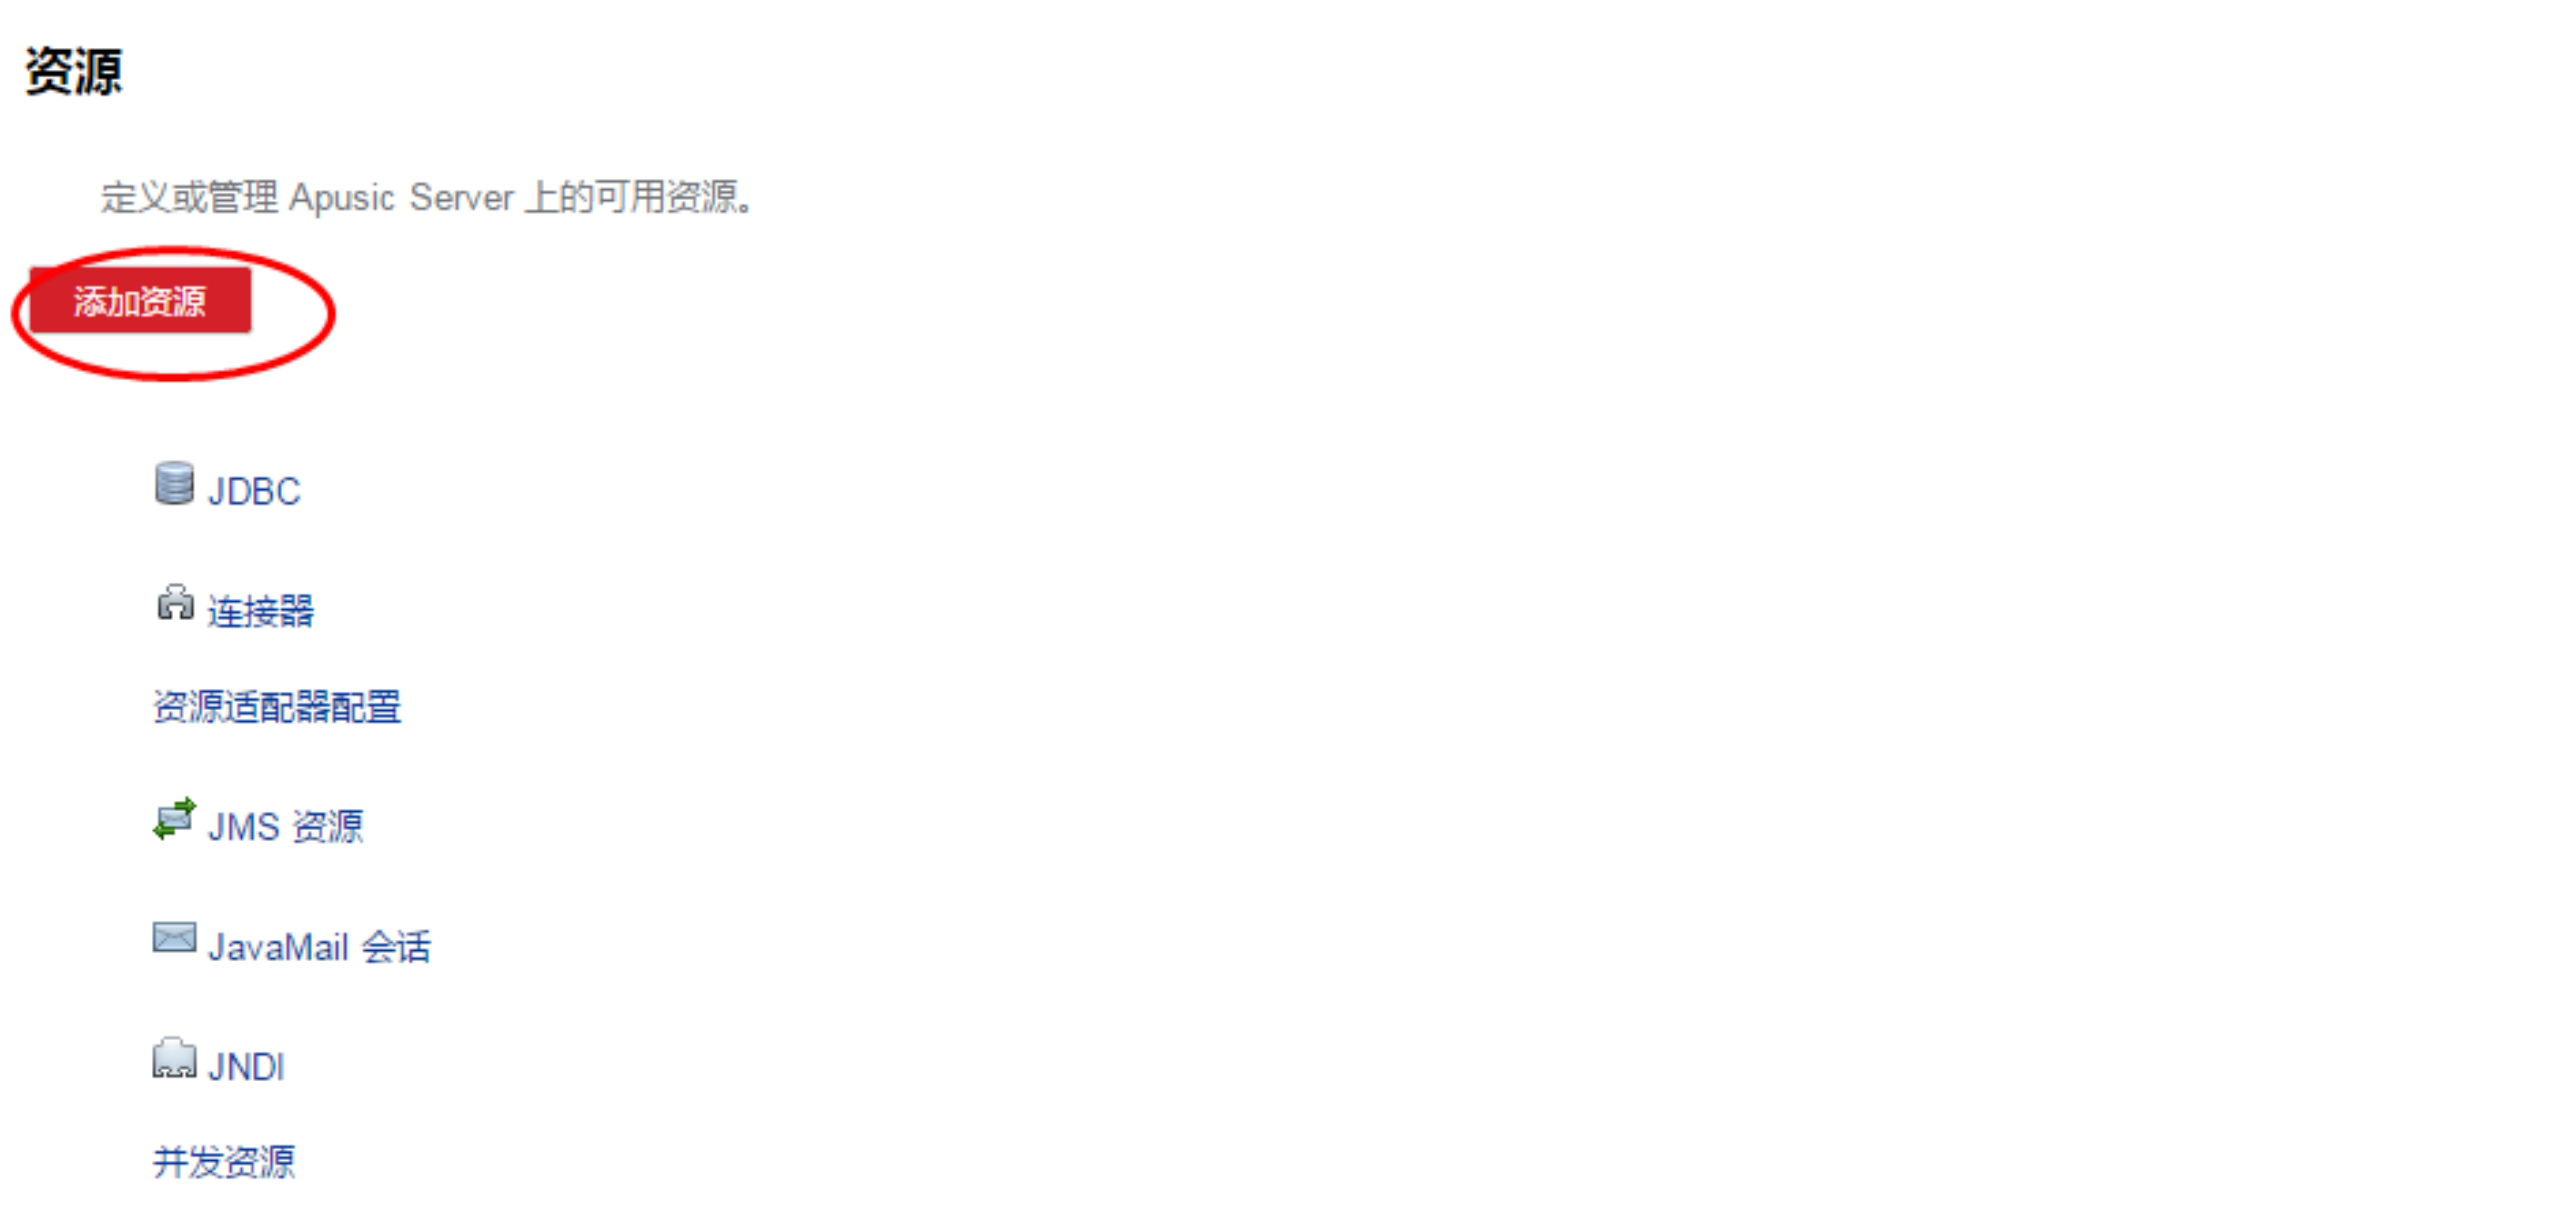 资源
定义或管理 Apusic Server 上的可用资源。
添加资源
JDBC
连接器
资源适配器配置
JMS 资源
JavaMail 会话
JNDI
并发资源